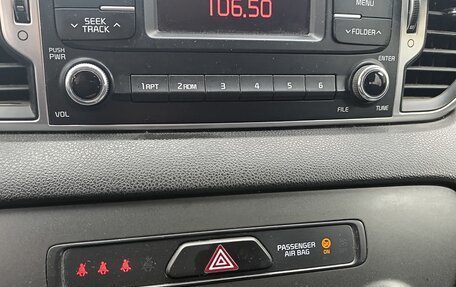 106.50
SEEK
TRACK
MENU
FOLDER
PUSH
PWR
ENTER
1 RPT 2 RDM 3 4 5 6
VOL
FILE TUNE
PASSENGER
AIR BAG
ON